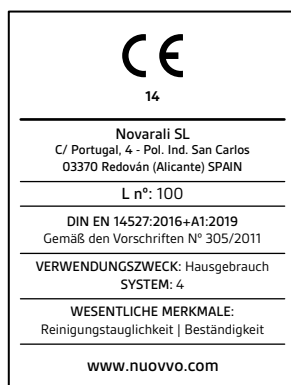 CE
14
Novarali SL
C/ Portugal, 4 - Pol. Ind. San Carlos
03370 Redován (Alicante) SPAIN
L nº: 100
DIN EN 14527:2016+A1:2019
Gemäß den Vorschriften Nº 305/2011
VERWENDUNGSZWECK: Hausgebrauch
SYSTEM: 4
WESENTLICHE MERKMALE:
Reinigungstauglichkeit | Beständigkeit
www.nuovvo.com